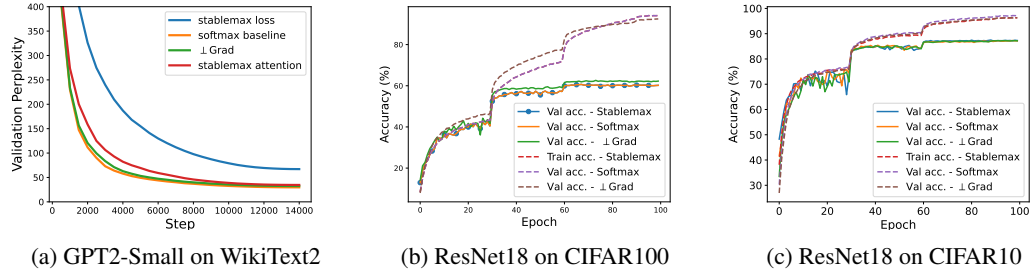 400
350
300
250
200
150
100
50
0
Validation Perplexity
0 2000 4000 6000 8000 10000 12000 14000
Step
stablemax loss
softmax baseline
⊥Grad
stablemax attention
80
60
40
20
Accuracy (%)
0 20 40 60 80 100
Epoch
Val acc. - Stablemax
Val acc. - Softmax
Val acc. - ⊥Grad
Train acc. - Stablemax
Val acc. - Softmax
Val acc. - ⊥Grad
100
90
80
70
60
50
40
30
Accuracy (%)
0 20 40 60 80 100
Epoch
Val acc. - Stablemax
Val acc. - Softmax
Val acc. - ⊥Grad
Train acc. - Stablemax
Val acc. - Softmax
Val acc. - ⊥Grad
(a) GPT2-Small on WikiText2
(b) ResNet18 on CIFAR100
(c) ResNet18 on CIFAR10